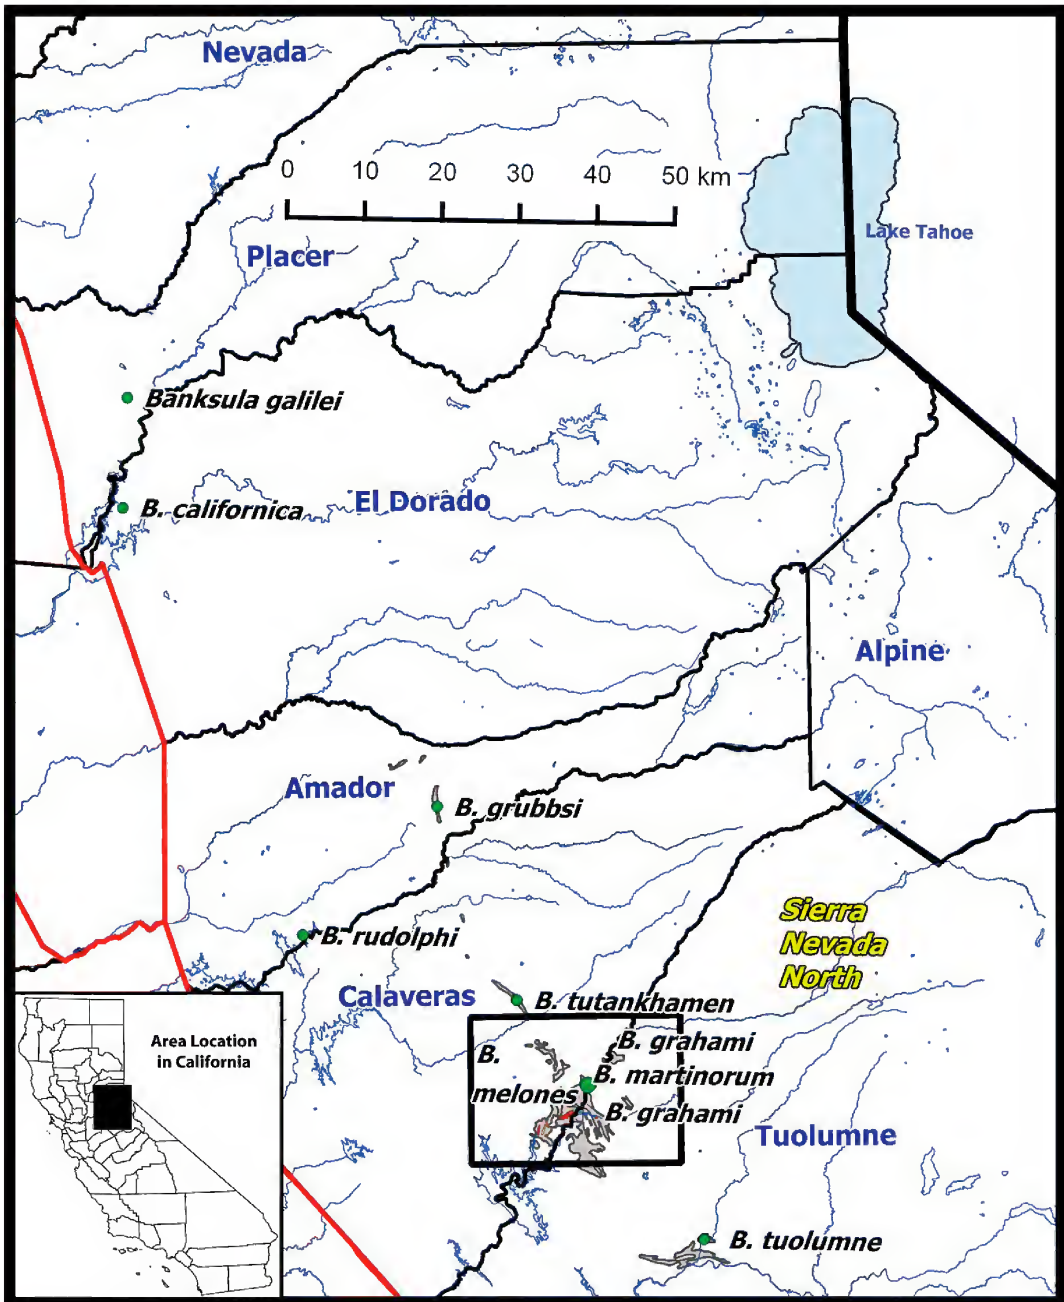 Nevada
0 10 20 30 40 50 km
Lake Tahoe
Placer
Banksula galilei
El Dorado
B. californica
Alpine
Amador
B. grubbsi
Sierra
Nevada
North
B. rudolphi
Calaveras
B. tutankhamen
Area Location
in California
B. grahami
B.
melones
B. martinorum
B. grahami
Tuolumne
B. tuolumne